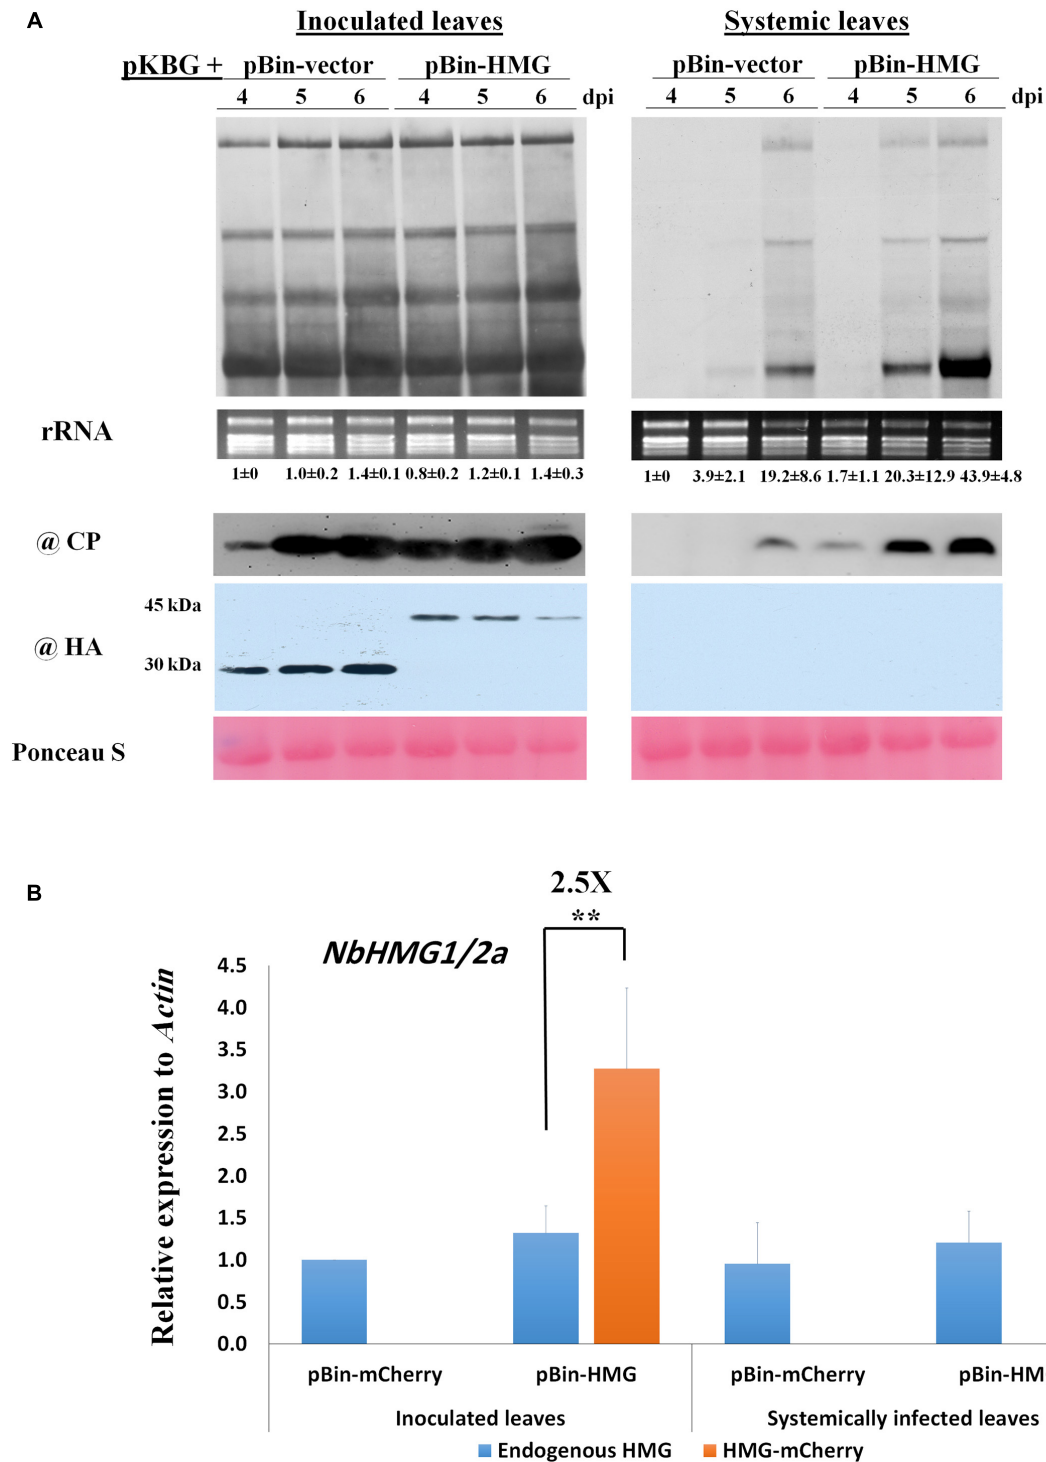 A
Inoculated leaves
Systemic leaves
pKBG + pBin-vector pBin-HMG
pBin-vector pBin-HMG
4 5 6 4 5 6 dpi
4 5 6 4 5 6 dpi
rRNA
1±0 1.0±0.2 1.4±0.1 0.8±0.2 1.2±0.1 1.4±0.3
1±0 3.9±2.1 19.2±8.6 1.7±1.1 20.3±12.9 43.9±4.8
@ CP
45 kDa
@ HA
30 kDa
Ponceau S
B
2.5X
**
NbHMG1/2a
Relative expression to Actin
4.5
4.0
3.5
3.0
2.5
2.0
1.5
1.0
0.5
0.0
pBin-mCherry pBin-HMG pBin-mCherry pBin-HM
Inoculated leaves Systemically infected leaves
Endogenous HMG HMG-mCherry